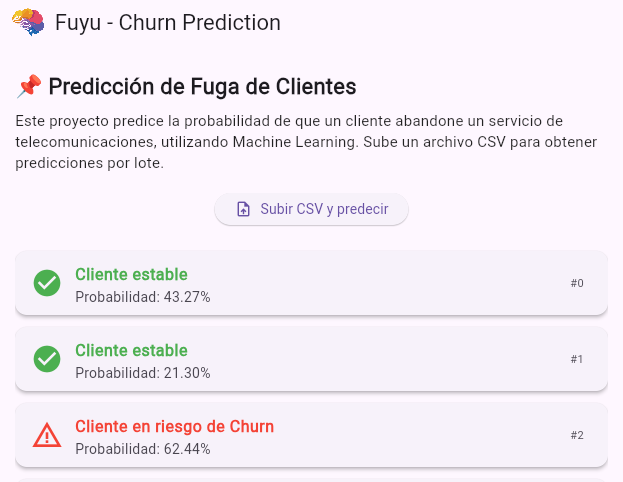 Fuyu - Churn Prediction
📌 Predicción de Fuga de Clientes
Este proyecto predice la probabilidad de que un cliente abandone un servicio de
telecomunicaciones, utilizando Machine Learning. Sube un archivo CSV para obtener
predicciones por lote.
Subir CSV y predecir
Cliente estable
Probabilidad: 43.27%
#0
Cliente estable
Probabilidad: 21.30%
#1
Cliente en riesgo de Churn
Probabilidad: 62.44%
#2